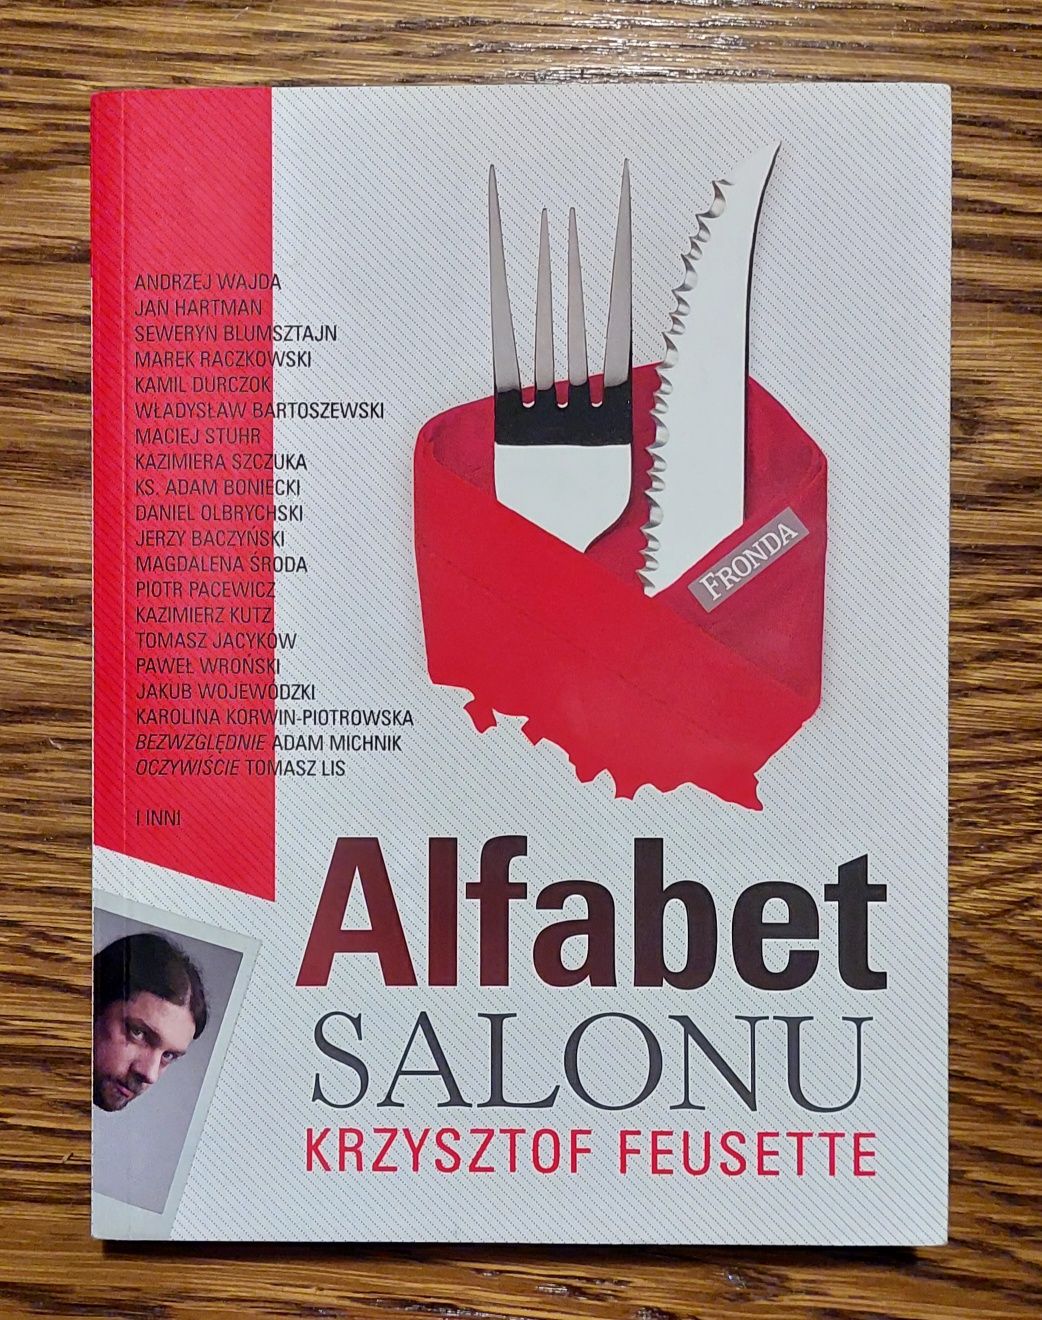 ANDRZEJ WAJDA
JAN HARTMAN
SEWERYN BLUMSZTAJN
MAREK RACZKOWSKI
KAMIL DURCZOK
WŁADYSŁAW BARTOSZEWSKI
MACIEJ STUHR
KAZIMIERA SZCZUKA
KS. ADAM BONIECKI
DANIEL OLBRYCHSKI
JERZY BACZYŃSKI
MAGDALENA ŚRODA
PIOTR PACEWICZ
KAZIMIERZ KUTZ
TOMASZ JACYKÓW
PAWEŁ WROŃSKI
JAKUB WOJEWÓDZKI
KAROLINA KORWIN-PIOTROWSKA
BEZWZGLĘDNIE ADAM MICHNIK
OCZYWIŚCIE TOMASZ LIS
I INNI
FRONDA
Alfabet
SALONU
KRZYSZTOF FEUSETTE